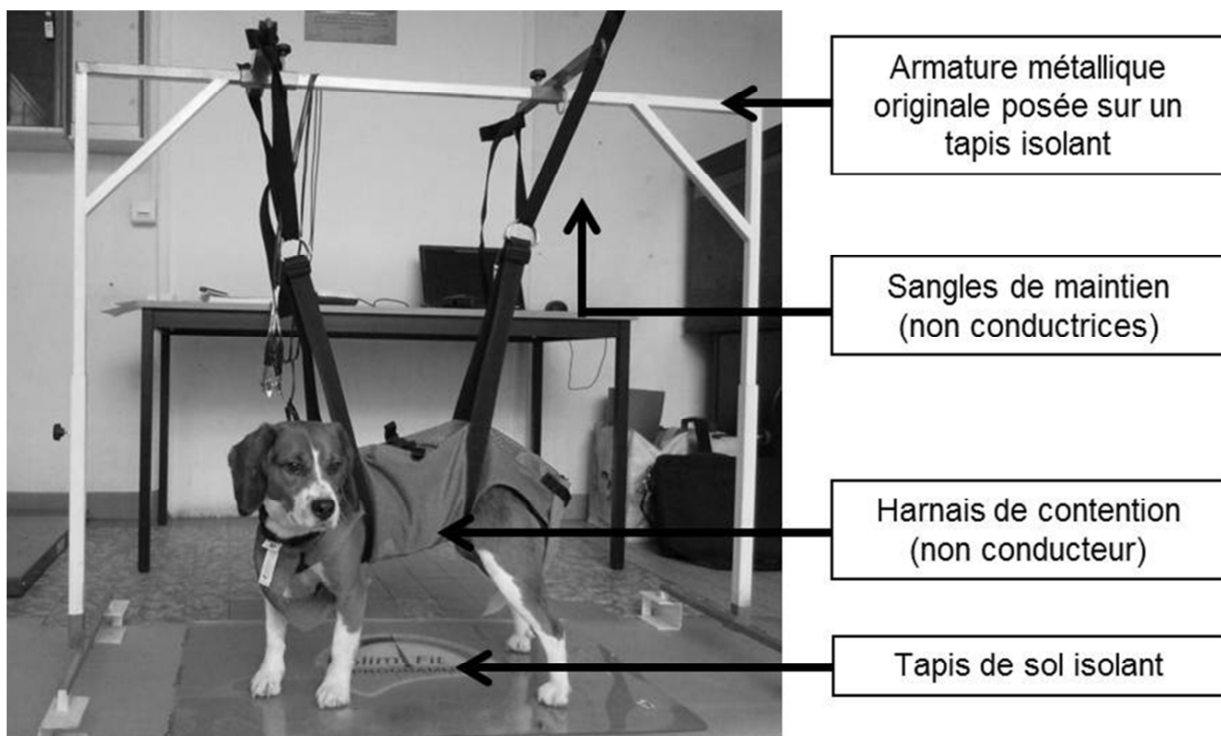 Armature métallique
originale posée sur un
tapis isolant
Sangles de maintien
(non conductrices)
Harnais de contention
(non conducteur)
Slim Fit
Tapis de sol isolant